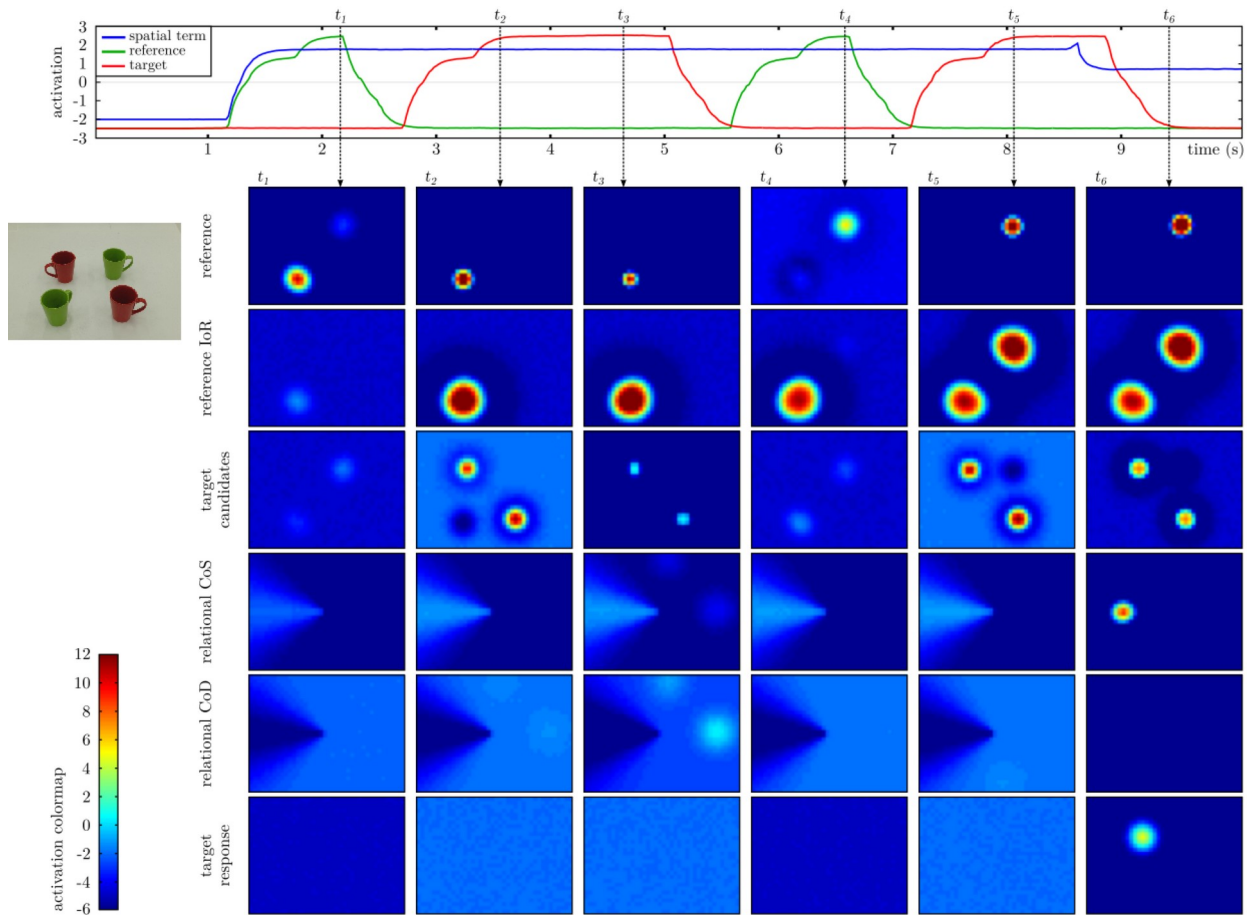 t1 t2 t3 t4 t5 t6
3
2
1
0
-1
-2
-3
activation
spatial term
reference
target
1 2 3 4 5 6 7 8 9 time (s)
t1 t2 t3 t4 t5 t6
reference
reference IoR
target
candidates
relational CoS
relational CoD
target
response
activation colormap
12
10
8
6
4
2
0
-2
-4
-6